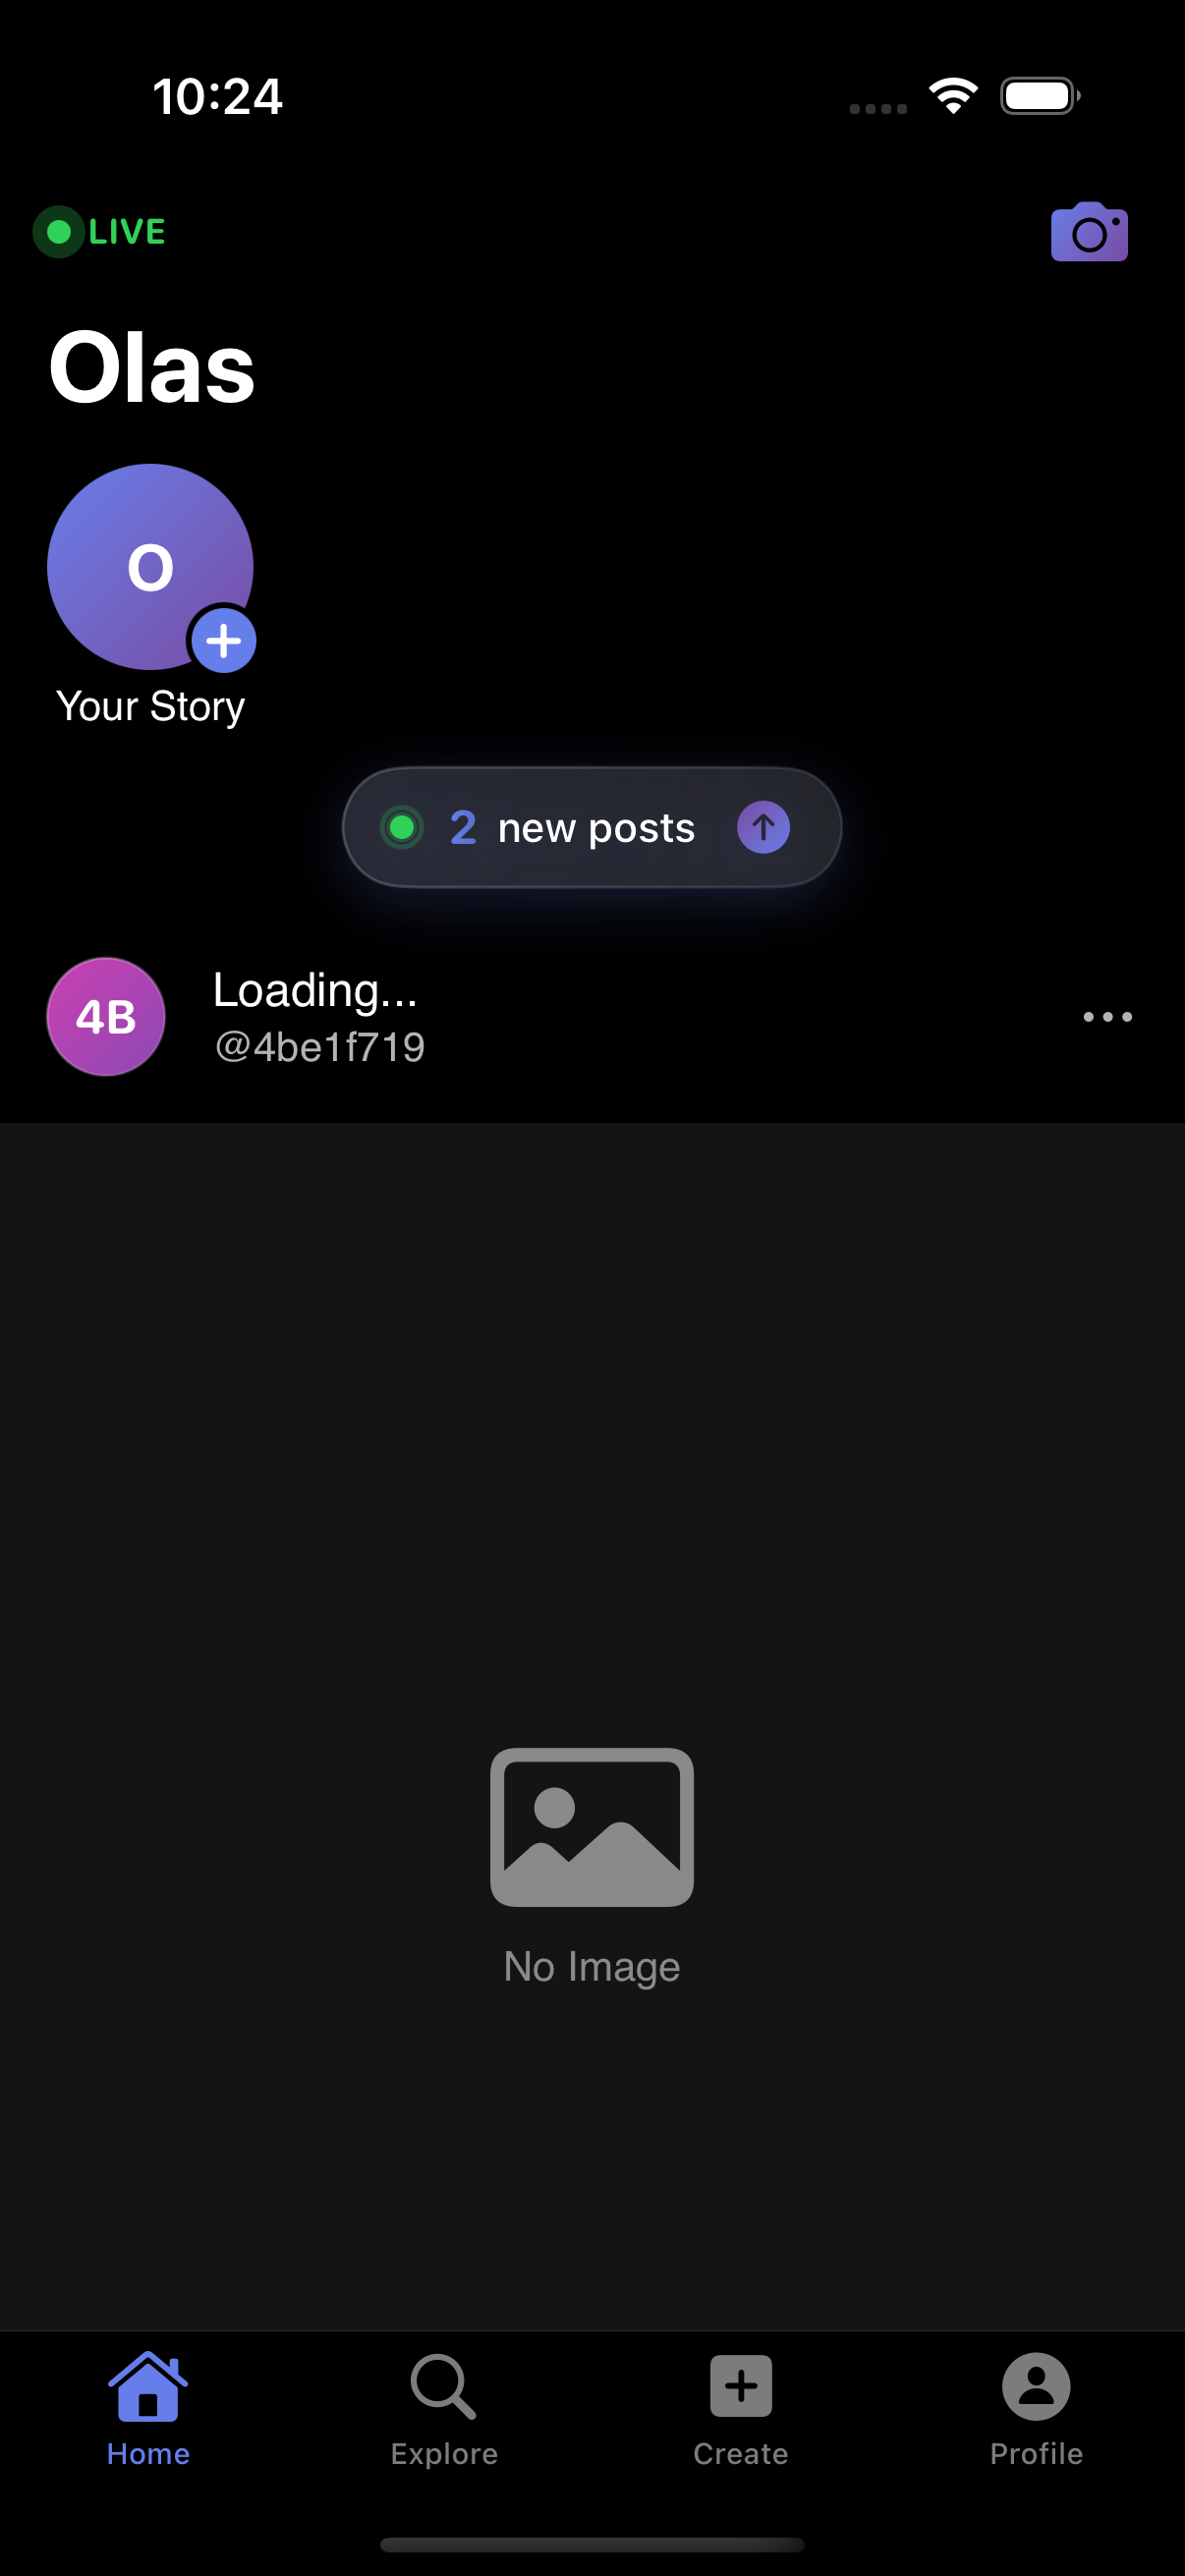 10:24
LIVE
Olas
O
Your Story
2 new posts
4B
Loading...
@4be1f719
No Image
Home
Explore
Create
Profile